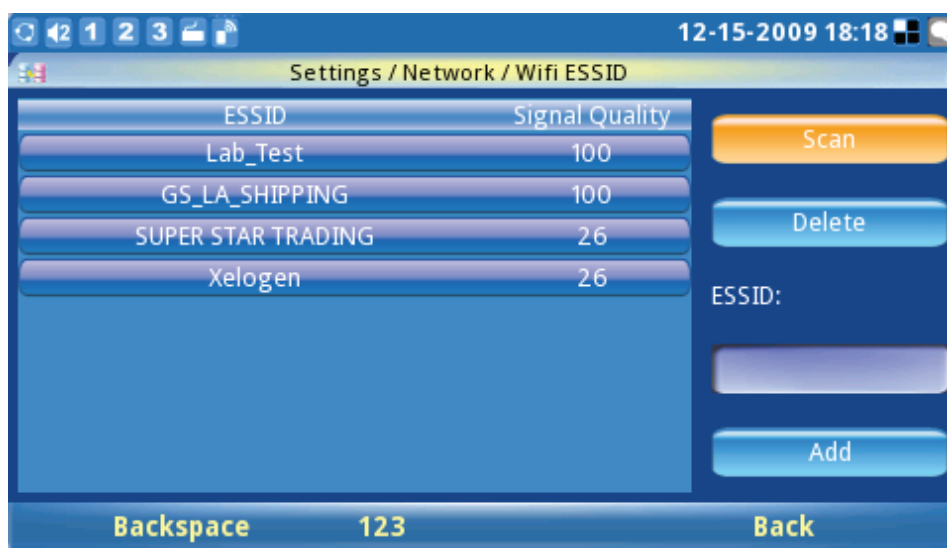 2 1 2 3 12-15-2009 18:18
Settings / Network / Wifi ESSID
ESSID Signal Quality
Lab_Test 100
Scan
GS_LA_SHIPPING 100
SUPER STAR TRADING 26
Delete
Xelogen 26
ESSID:
Add
Backspace 123 Back